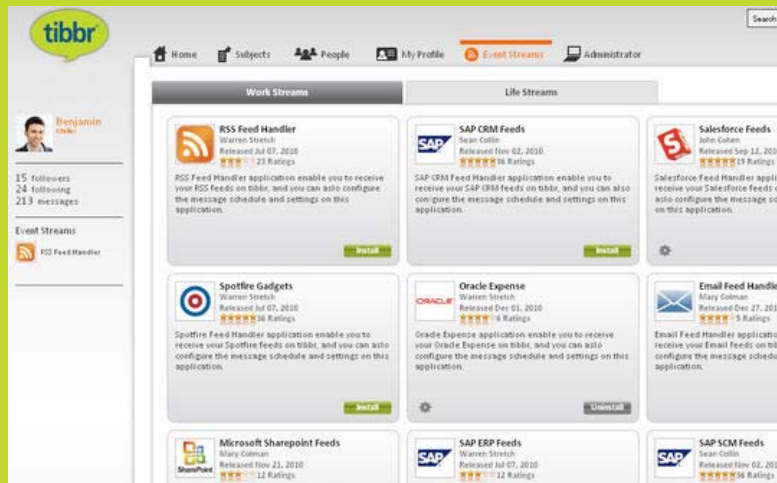 tibbr
Search
Home
Subjects
People
My Profile
Event Streams
Administrator
Work Streams
Life Streams
Benjamin
15 followers
24 following
213 messages
Event Streams
RSS Feed Handler
RSS Feed Handler
Warren Stretch
Released Jul 07, 2010
23 Ratings
RSS Feed Handler application enable you to receive
your RSS feeds on tibbr, and you can aslo configure
the message schedule and settings on this
application.
Install
SAP
SAP CRM Feeds
Sean Collin
Released Nov 02, 2010
36 Ratings
SAP CRM Feed Handler application enable you to
receive your SAP CRM feeds on tibbr, and you can also
configure the message schedule and settings on this
application.
Install
S
Salesforce Feeds
John Cohen
Released Sep 12, 201
19 Ratings
Salesforce Feed Handler appli
receive your Salesforce feeds
aslo configure the message sc
on this application.
Spotfire Gadgets
Warren Stretch
Released Jul 07, 2010
36 Ratings
Spotfire Feed Handler application enable you to
receive your Spotfire feeds on tibbr, and you can aslo
configure the message schedule and settings on this
application.
Install
ORACLE
Oracle Expense
Warren Stretch
Released Dec 01, 2010
6 Ratings
Oracle Expense application enable you to receive
your Oracle Expense on tibbr, and you can aslo
configure the message schedule and settings on this
application.
Uninstall
Email Feed Handle
Mary Colman
Released Dec 27, 201
5 Ratings
Email Feed Handler applicatio
receive your Email feeds on tib
configure the message schedu
application.
SharePoint
Microsoft Sharepoint Feeds
Mary Colman
Released Nov 21, 2010
12 Ratings
SAP
SAP ERP Feeds
Warren Stretch
Released Jul 07, 2010
12 Ratings
SAP
SAP SCM Feeds
Sean Collin
Released Nov 02, 201
36 Ratings